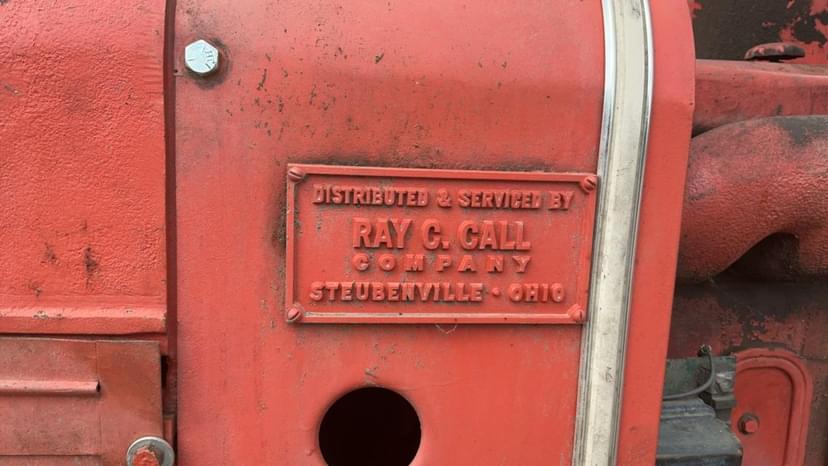 DISTRIBUTED & SERVICED BY
RAY C. CALL
COMPANY
STEUBENVILLE • OHIO